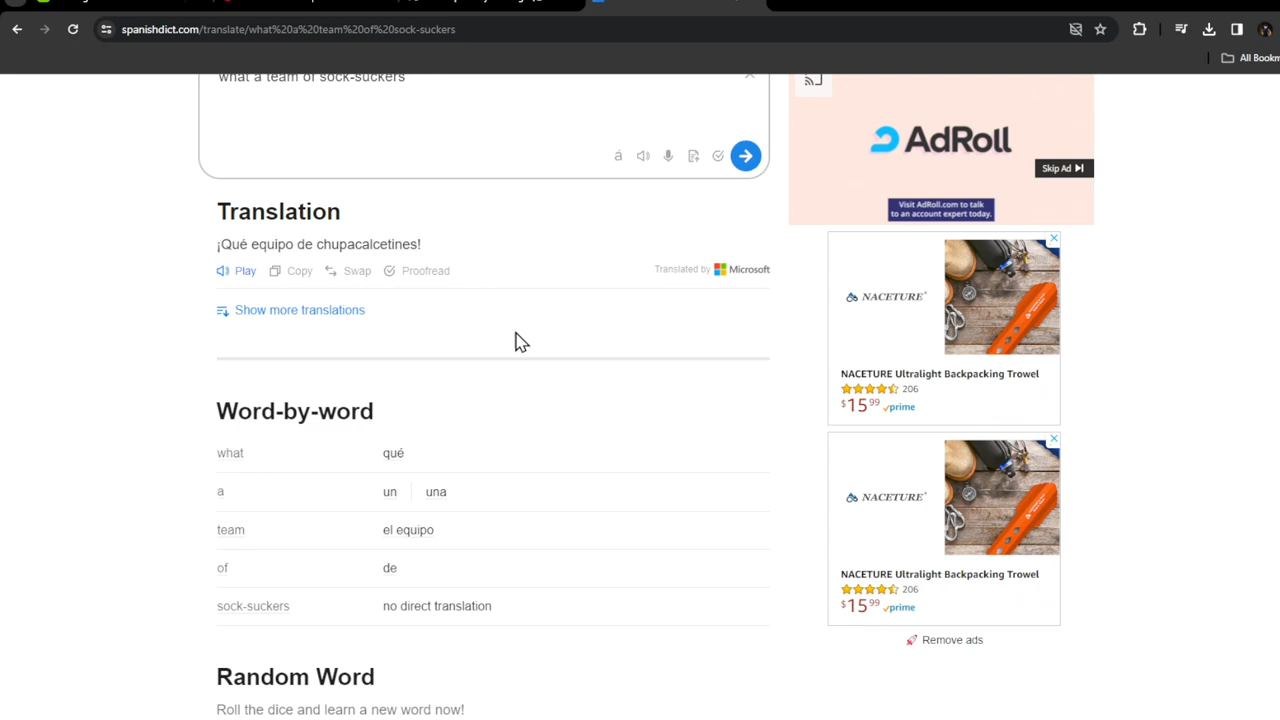 spanishdict.com/translate/what%20a%20team%20of%20sock-suckers
All Bookm
what a team of sock-suckers
á
AdRoll
Skip Ad
Visit AdRoll.com to talk
to an account expert today.
Translation
¡Qué equipo de chupacalcetines!
Play Copy Swap Proofread
Translated by Microsoft
Show more translations
NACETURE
NACETURE Ultralight Backpacking Trowel
206
$15 99 prime
Word-by-word
what qué
a un una
team el equipo
of de
sock-suckers no direct translation
NACETURE
NACETURE Ultralight Backpacking Trowel
206
$15 99 prime
Remove ads
Random Word
Roll the dice and learn a new word now!